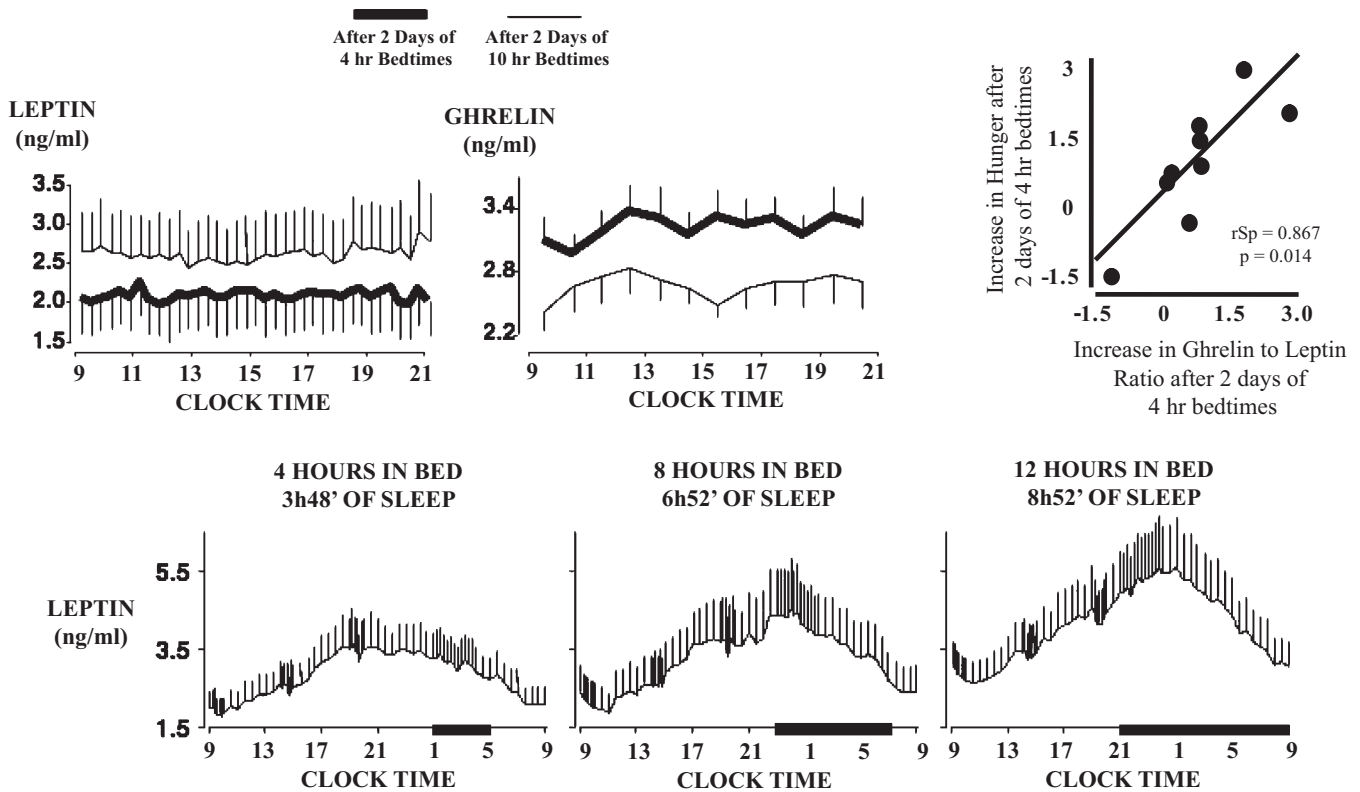 After 2 Days of
4 hr Bedtimes
After 2 Days of
10 hr Bedtimes
LEPTIN
(ng/ml)
3.5
3.0
2.5
2.0
1.5
9 11 13 15 17 19 21
CLOCK TIME
GHRELIN
(ng/ml)
3.4
2.8
2.2
9 11 13 15 17 19 21
CLOCK TIME
Increase in Hunger after
2 days of 4 hr bedtimes
3
1.5
0
-1.5
rSp = 0.867
p = 0.014
-1.5 0 1.5 3.0
Increase in Ghrelin to Leptin
Ratio after 2 days of
4 hr bedtimes
4 HOURS IN BED
3h48’ OF SLEEP
LEPTIN
(ng/ml)
5.5
3.5
1.5
9 13 17 21 1 5 9
CLOCK TIME
8 HOURS IN BED
6h52’ OF SLEEP
9 13 17 21 1 5 9
CLOCK TIME
12 HOURS IN BED
8h52’ OF SLEEP
9 13 17 21 1 5 9
CLOCK TIME